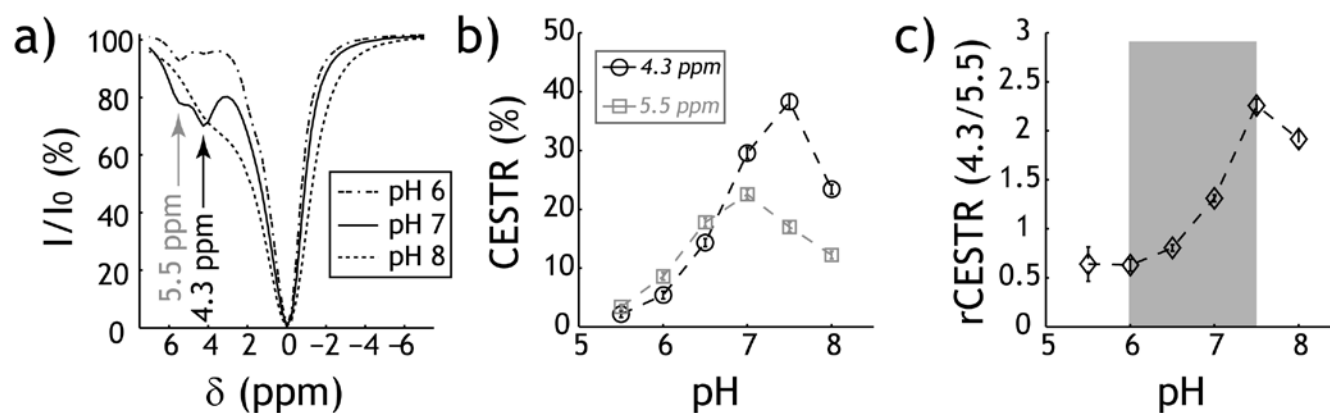 a)
I/I₀ (%)
100
80
60
40
20
0
5.5 ppm
4.3 ppm
pH 6
pH 7
pH 8
6 4 2 0 −2 −4 -6
δ (ppm)
b)
CESTR (%)
50
40
30
20
10
0
4.3 ppm
5.5 ppm
5 6 7 8
pH
c)
rCESTR (4.3/5.5)
3
2.5
2
1.5
1
0.5
0
5 6 7 8
pH